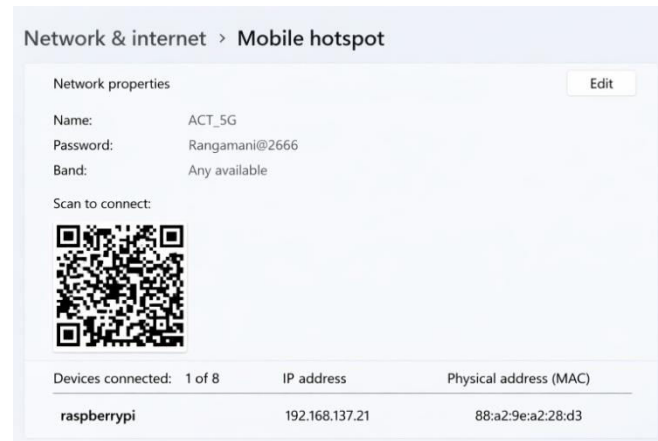 Network & internet > Mobile hotspot
Network properties Edit
Name: ACT_5G
Password: Rangamani@2666
Band: Any available
Scan to connect:
Devices connected: 1 of 8 IP address Physical address (MAC)
raspberrypi 192.168.137.21 88:a2:9e:a2:28:d3